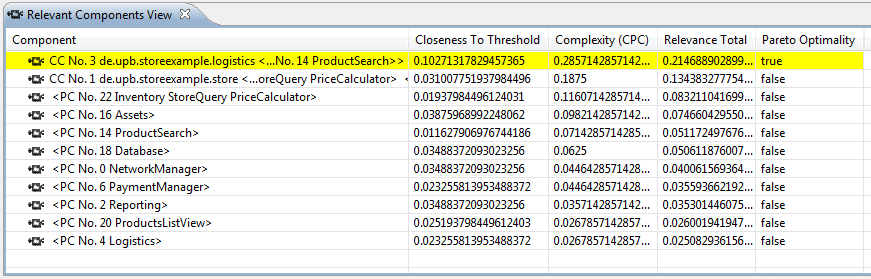 Relevant Components View
Component Closeness To Threshold Complexity (CPC) Relevance Total Pareto Optimality
CC No. 3 de.upb.storeexample.logistics <...No. 14 ProductSearch>> 0.10271317829457365 0.2857142857142... 0.214688902899... true
CC No. 1 de.upb.storeexample.store <...oreQuery PriceCalculator> < 0.031007751937984496 0.1875 0.134383277754... false
<PC No. 22 Inventory StoreQuery PriceCalculator> 0.01937984496124031 0.1160714285714... 0.083211041699... false
<PC No. 16 Assets> 0.03875968992248062 0.0982142857142... 0.074660429550... false
<PC No. 14 ProductSearch> 0.011627906976744186 0.0714285714285... 0.051172497676... false
<PC No. 18 Database> 0.03488372093023256 0.0625 0.050611876007... false
<PC No. 0 NetworkManager> 0.03488372093023256 0.0446428571428... 0.040061569364... false
<PC No. 6 PaymentManager> 0.023255813953488372 0.0446428571428... 0.035593662192... false
<PC No. 2 Reporting> 0.03488372093023256 0.0357142857142... 0.035301446075... false
<PC No. 20 ProductsListView> 0.025193798449612403 0.0267857142857... 0.026001941947... false
<PC No. 4 Logistics> 0.023255813953488372 0.0267857142857... 0.025082936156... false